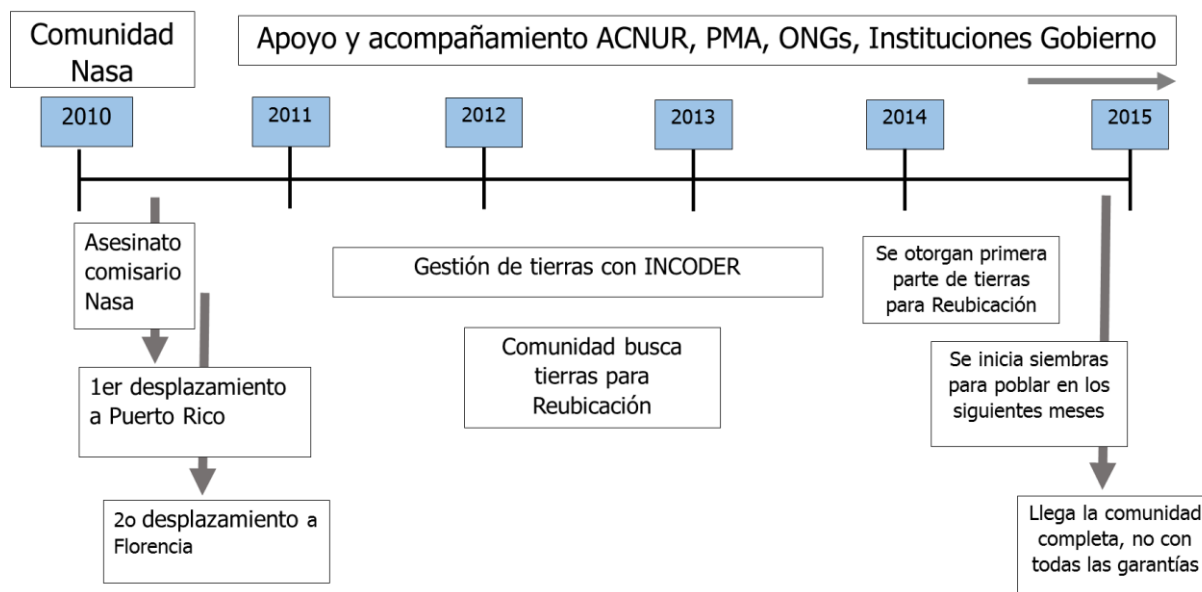 Comunidad
Nasa
Apoyo y acompañamiento ACNUR, PMA, ONGs, Instituciones Gobierno
2010
2011
2012
2013
2014
2015
Asesinato
comisario
Nasa
1er desplazamiento
a Puerto Rico
2o desplazamiento a
Florencia
Gestión de tierras con INCODER
Comunidad busca
tierras para
Reubicación
Se otorgan primera
parte de tierras
para Reubicación
Se inicia siembras
para poblar en los
siguientes meses
Llega la comunidad
completa, no con
todas las garantías